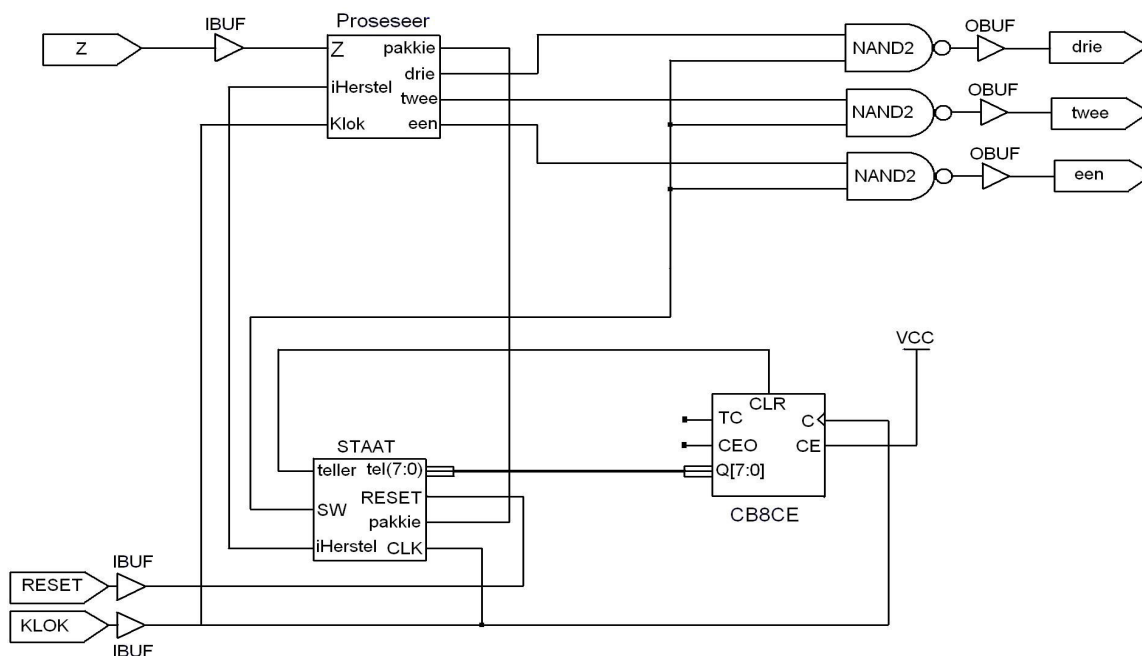 IBUF
Proseseer
OBUF
Z
Z
pakkie
iHerstel
drie
twee
Klok
een
NAND2
drie
OBUF
NAND2
twee
OBUF
NAND2
een
VCC
CLR
TC
C
CEO
CE
Q[7:0]
CB8CE
STAAT
teller
tel(7:0)
RESET
SW
pakkie
iHerstel
CLK
IBUF
RESET
KLOK
IBUF